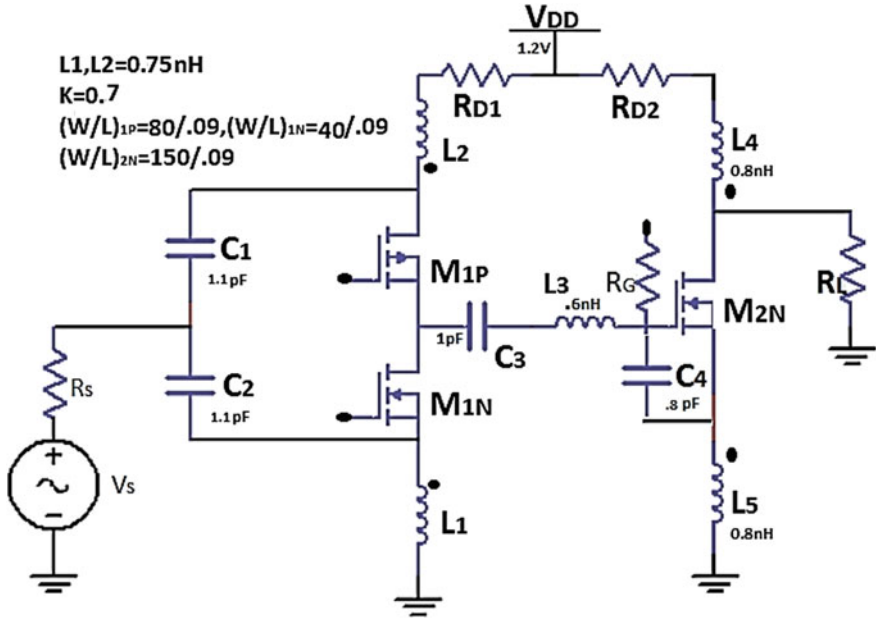 VDD
1.2V
L1,L2=0.75nH
K=0.7
(W/L)1P=80/.09,(W/L)1N=40/.09
(W/L)2N=150/.09
RD1
RD2
L2
L4
0.8nH
C1
1.1pF
M1P
L3
.6nH
RG
M2N
RL
1pF
C3
C2
1.1pF
RS
M1N
C4
.8 pF
VS
+
−
L1
L5
0.8nH